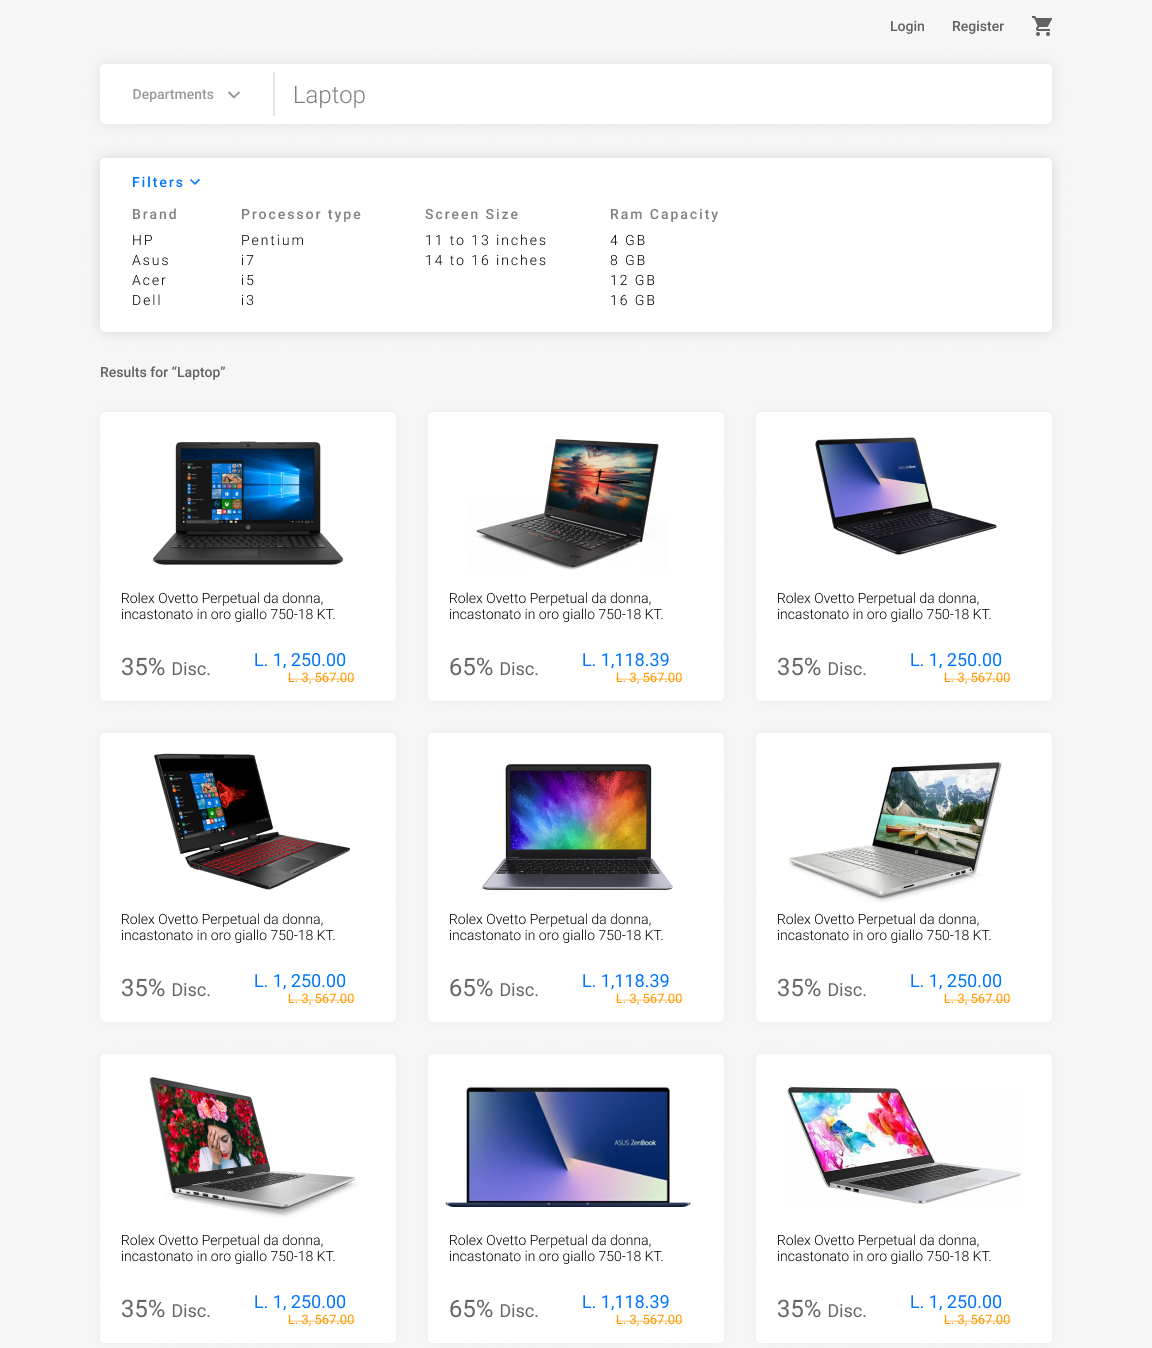 Login Register
Departments Laptop
Filters
Brand Processor type Screen Size Ram Capacity
HP Pentium 11 to 13 inches 4 GB
Asus i7 14 to 16 inches 8 GB
Acer i5 12 GB
Dell i3 16 GB
Results for “Laptop”
Rolex Ovetto Perpetual da donna,
incastonato in oro giallo 750-18 KT.
35% Disc. L. 1, 250.00
L. 3, 567.00
Rolex Ovetto Perpetual da donna,
incastonato in oro giallo 750-18 KT.
65% Disc. L. 1,118.39
L. 3, 567.00
Rolex Ovetto Perpetual da donna,
incastonato in oro giallo 750-18 KT.
35% Disc. L. 1, 250.00
L. 3, 567.00
Rolex Ovetto Perpetual da donna,
incastonato in oro giallo 750-18 KT.
35% Disc. L. 1, 250.00
L. 3, 567.00
Rolex Ovetto Perpetual da donna,
incastonato in oro giallo 750-18 KT.
65% Disc. L. 1,118.39
L. 3, 567.00
Rolex Ovetto Perpetual da donna,
incastonato in oro giallo 750-18 KT.
35% Disc. L. 1, 250.00
L. 3, 567.00
Rolex Ovetto Perpetual da donna,
incastonato in oro giallo 750-18 KT.
35% Disc. L. 1, 250.00
L. 3, 567.00
ASUS ZenBook
Rolex Ovetto Perpetual da donna,
incastonato in oro giallo 750-18 KT.
65% Disc. L. 1,118.39
L. 3, 567.00
Rolex Ovetto Perpetual da donna,
incastonato in oro giallo 750-18 KT.
35% Disc. L. 1, 250.00
L. 3, 567.00